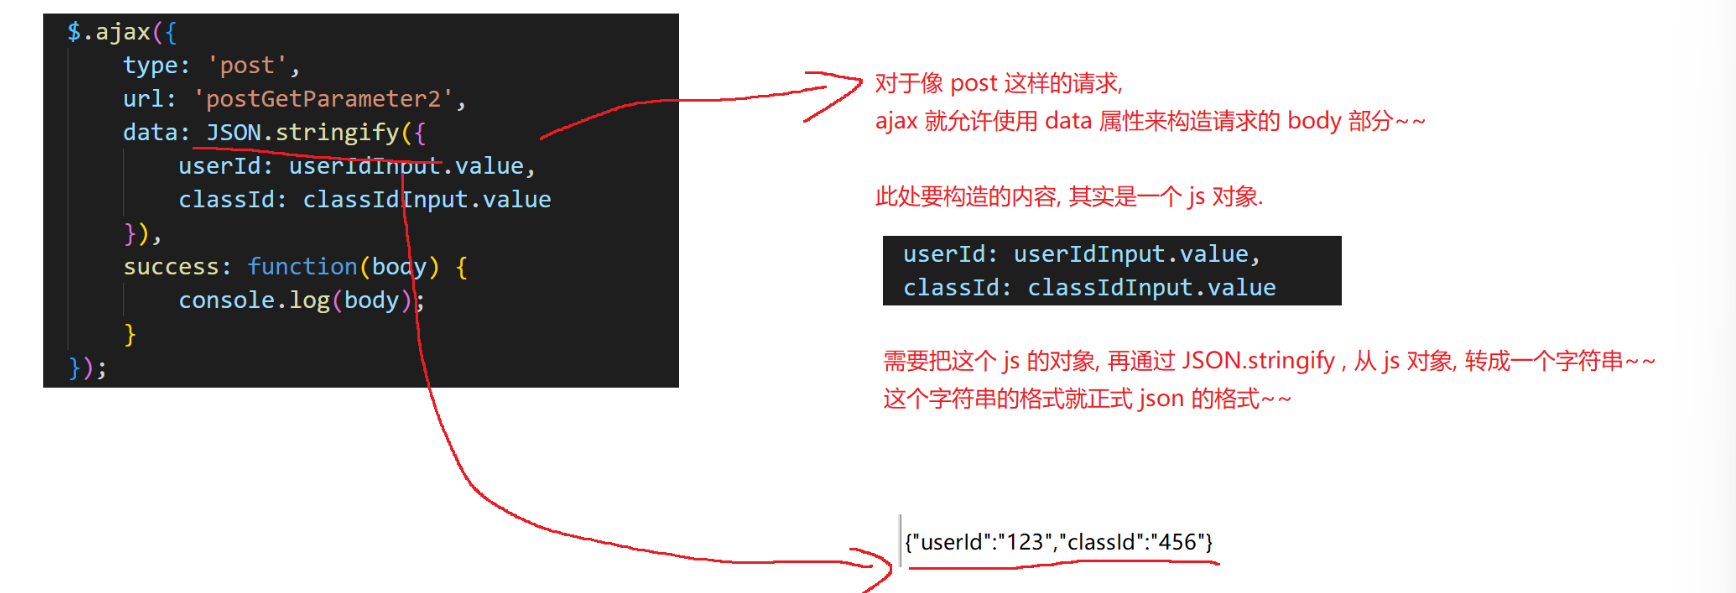 $.ajax({
type: 'post',
url: 'postGetParameter2',
data: JSON.stringify({
userId: userIdInput.value,
classId: classIdInput.value
}),
success: function(body) {
console.log(body);
}
});
对于像 post 这样的请求,
ajax 就允许使用 data 属性来构造请求的 body 部分~~
此处要构造的内容, 其实是一个 js 对象.
userId: userIdInput.value,
classId: classIdInput.value
需要把这个 js 的对象, 再通过 JSON.stringify , 从 js 对象, 转成一个字符串~~
这个字符串的格式就正式 json 的格式~~
{"userId":"123","classId":"456"}